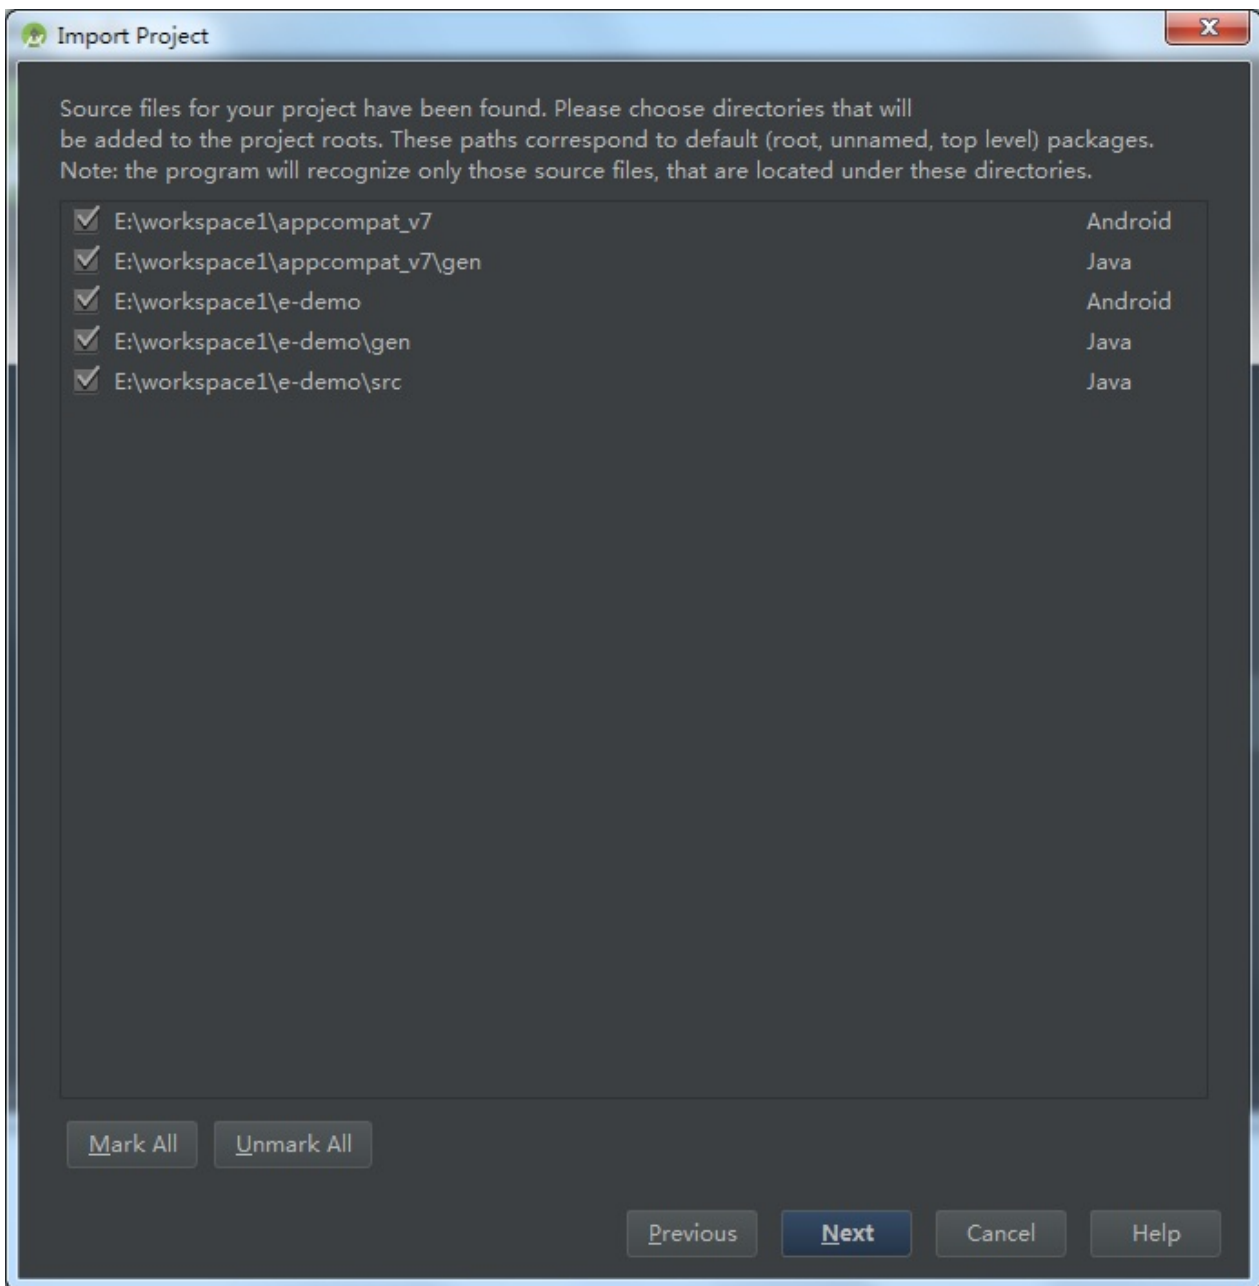 Import Project
Source files for your project have been found. Please choose directories that will
be added to the project roots. These paths correspond to default (root, unnamed, top level) packages.
Note: the program will recognize only those source files, that are located under these directories.
E:\workspace1\appcompat_v7 Android
E:\workspace1\appcompat_v7\gen Java
E:\workspace1\e-demo Android
E:\workspace1\e-demo\gen Java
E:\workspace1\e-demo\src Java
Mark All Unmark All
Previous Next Cancel Help